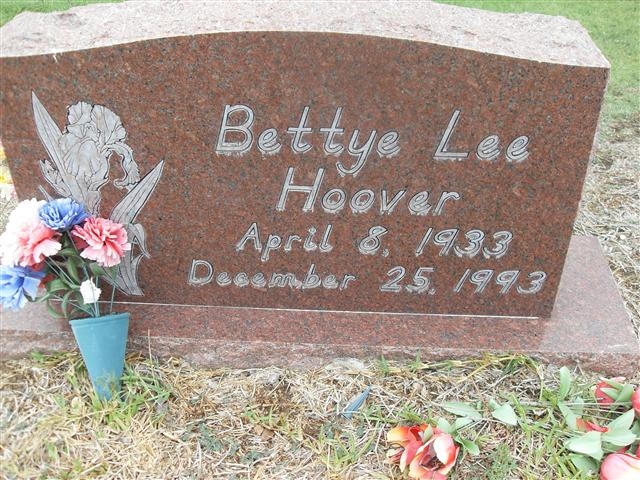 Bettye Lee
Hoover
April 8, 1933
December 25, 1993